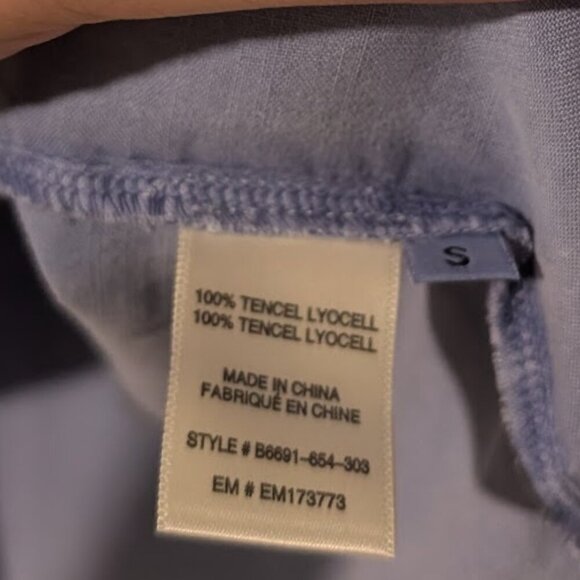 S
100% TENCEL LYOCELL
100% TENCEL LYOCELL
MADE IN CHINA
FABRIQUÉ EN CHINE
STYLE # B6691-654-303
EM # EM173773